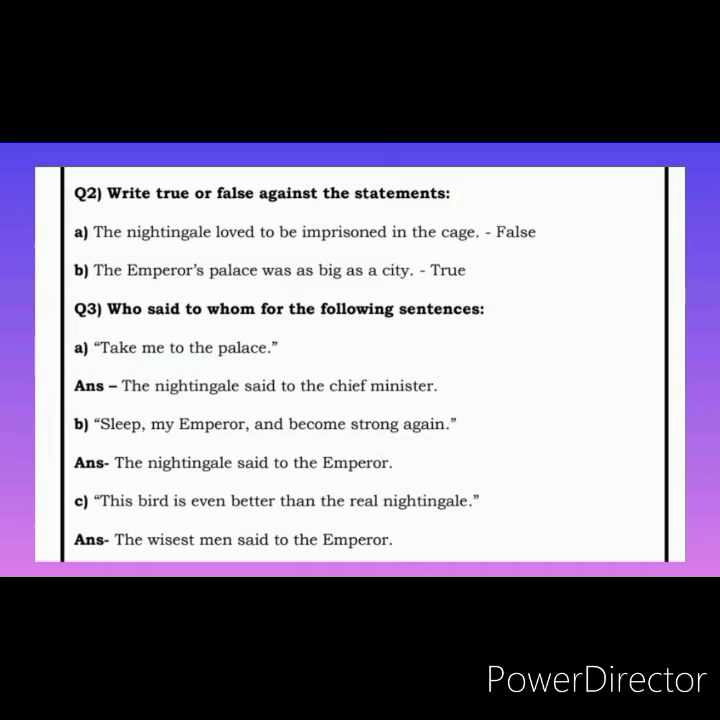 Q2) Write true or false against the statements:
a) The nightingale loved to be imprisoned in the cage. - False
b) The Emperor's palace was as big as a city. - True
Q3) Who said to whom for the following sentences:
a) “Take me to the palace.”
Ans – The nightingale said to the chief minister.
b) “Sleep, my Emperor, and become strong again.”
Ans- The nightingale said to the Emperor.
c) “This bird is even better than the real nightingale.”
Ans- The wisest men said to the Emperor.
PowerDirector